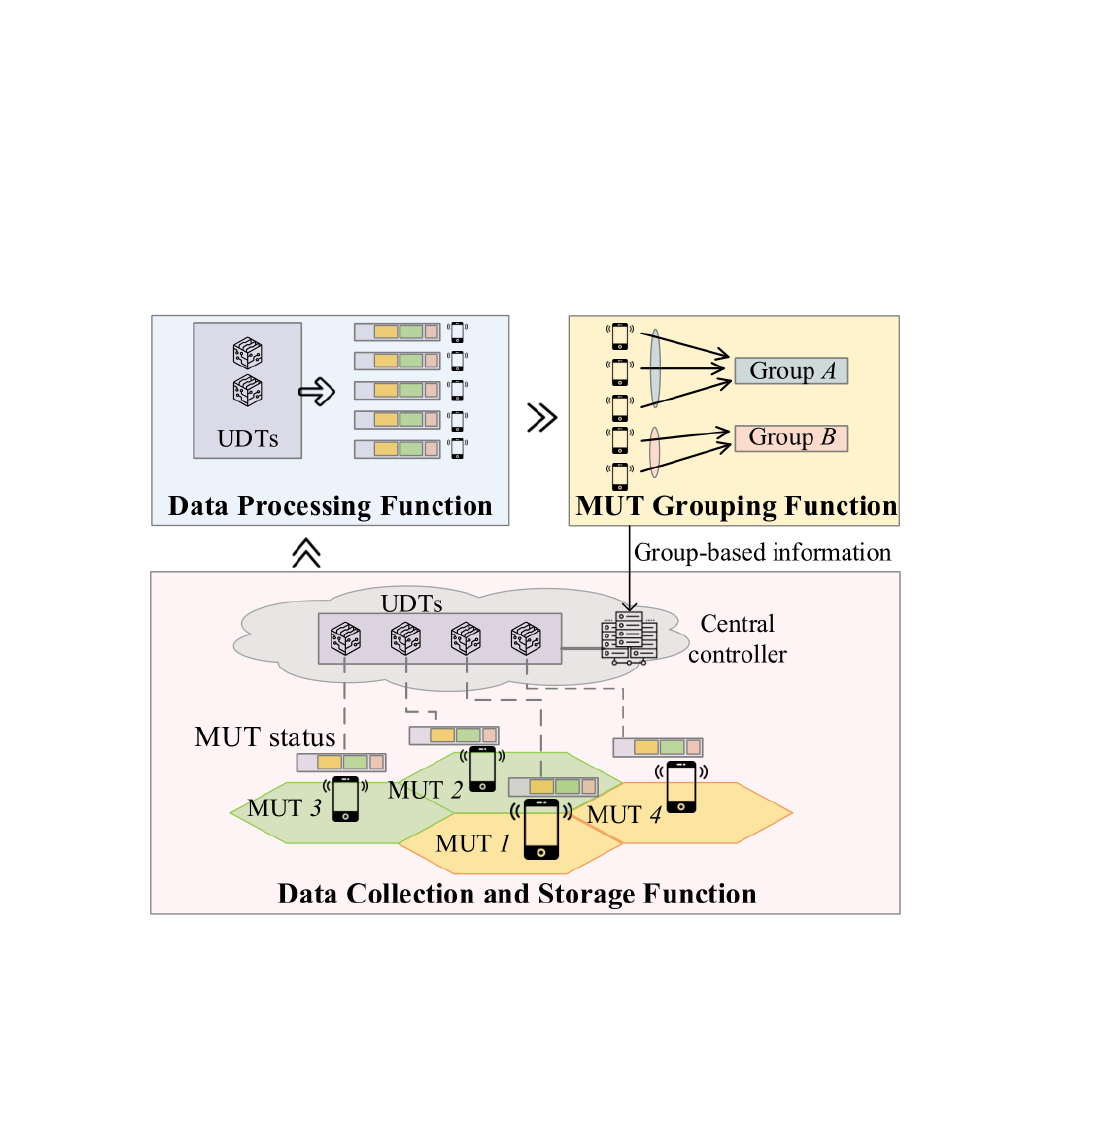 UDTs
Data Processing Function
Group A
Group B
MUT Grouping Function
Group-based information
UDTs
Central
controller
MUT status
MUT 2
MUT 3
MUT 4
MUT 1
Data Collection and Storage Function